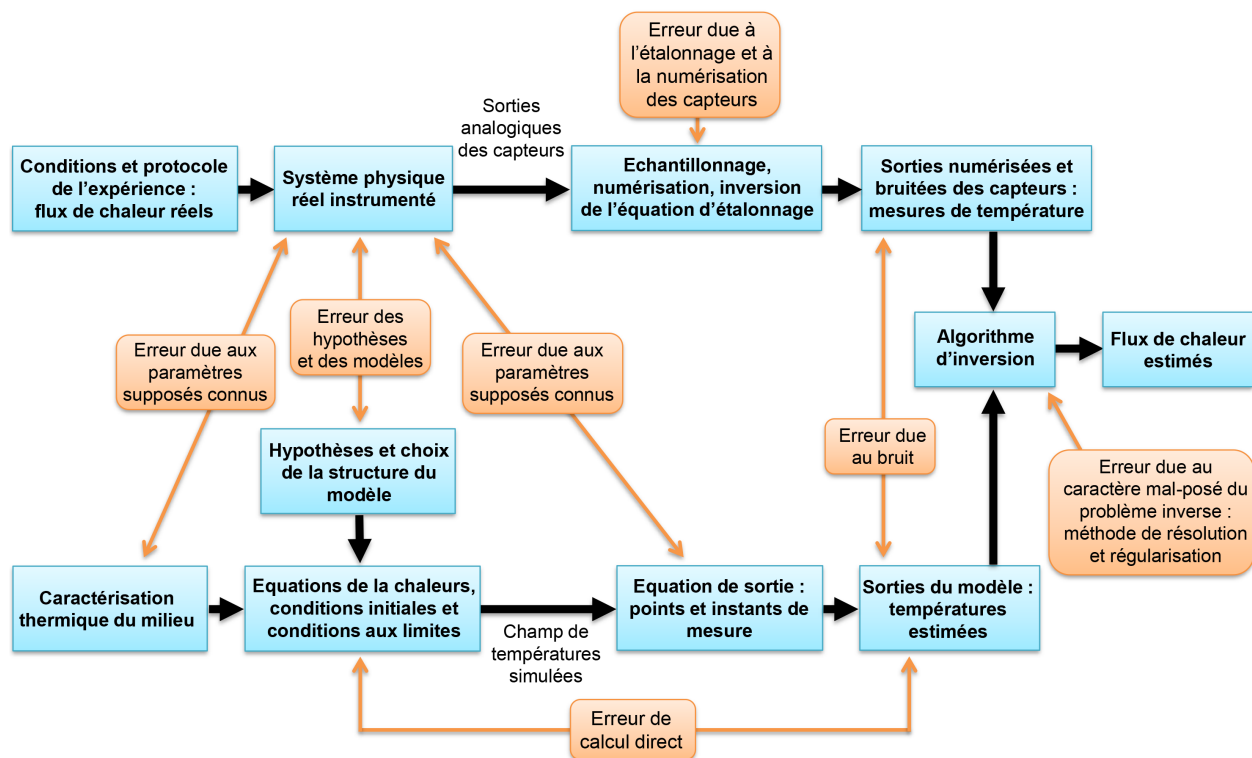 Erreur due à
l'étalonnage et à
la numérisation
des capteurs
Sorties
analogiques
des capteurs
Conditions et protocole
de l'expérience :
flux de chaleur réels
Système physique
réel instrumenté
Echantillonnage,
numérisation, inversion
de l'équation d'étalonnage
Sorties numérisées et
bruitées des capteurs :
mesures de température
Erreur due aux
paramètres
supposés connus
Erreur des
hypothèses
et des modèles
Erreur due aux
paramètres
supposés connus
Algorithme
d'inversion
Flux de chaleur
estimés
Hypothèses et choix
de la structure du
modèle
Erreur due
au bruit
Erreur due au
caractère mal-posé du
problème inverse :
méthode de résolution
et régularisation
Caractérisation
thermique du milieu
Equations de la chaleurs,
conditions initiales et
conditions aux limites
Champ de
températures
simulées
Equation de sortie :
points et instants de
mesure
Sorties du modèle :
températures
estimées
Erreur de
calcul direct